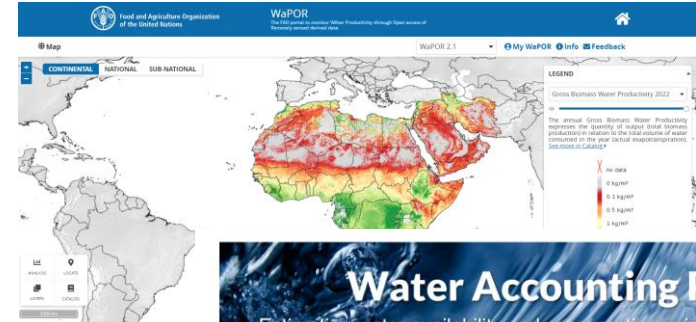 Food and Agriculture Organization
of the United Nations
WaPOR
The FAO portal to monitor Water Productivity through Open access of
Remotely sensed derived data
Map
WaPOR 2.1
My WaPOR Info Feedback
CONTINENTAL NATIONAL SUB-NATIONAL
LEGEND
Gross Biomass Water Productivity 2022
The annual Gross Biomass Water Productivity
expresses the quantity of output (total biomass
production) in relation to the total volume of water
consumed in the year (actual evapotranspiration).
See more in Catalog
no data
0 kg/m³
0.1 kg/m³
0.5 kg/m³
1 kg/m³
ANALYSIS LOCATE
LAYERS CATALOG
Water Accounting